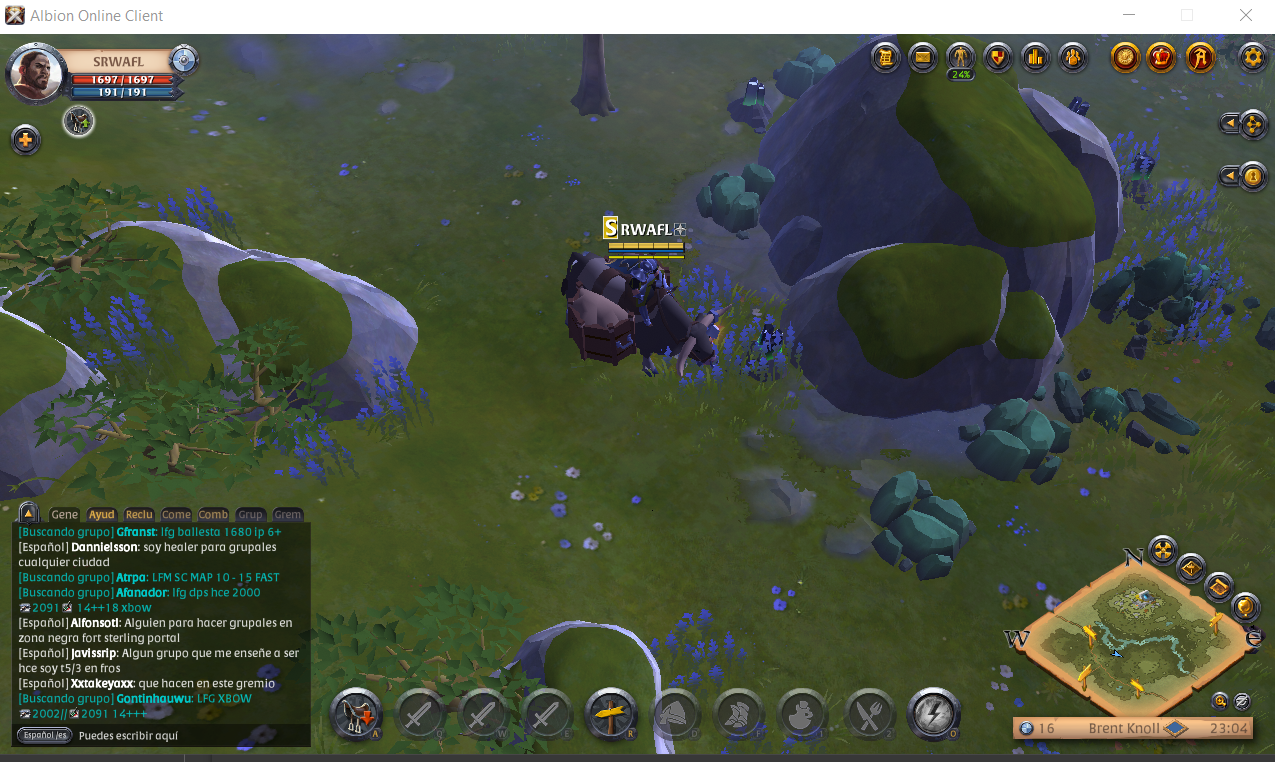 Albion Online Client
SRWAFL
1697 / 1697
191 / 191
24%
SRWAFL
Gene Ayud Reclu Come Comb Grup Grem
[Buscando grupo] Gfranst: lfg ballesta 1680 ip 6+
[Español] Dannielsson: soy healer para grupales
cualquier ciudad
[Buscando grupo] Atrpa: LFM SC MAP 10 - 15 FAST
[Buscando grupo] Afanador: lfg dps hce 2000
2091 14++18 xbow
[Español] Alfonsotl: Alguien para hacer grupales en
zona negra fort sterling portal
[Español] Javissrip: Algun grupo que me enseñe a ser
hce soy t5/3 en fros
[Español] Xxtakeyaxx: que hacen en este gremio
[Buscando grupo] Gontinhauwu: LFG XBOW
2002// 2091 14+++
Español /es Puedes escribir aquí
A W E R D F 1 2 O
N
W e
16 Brent Knoll 23:04